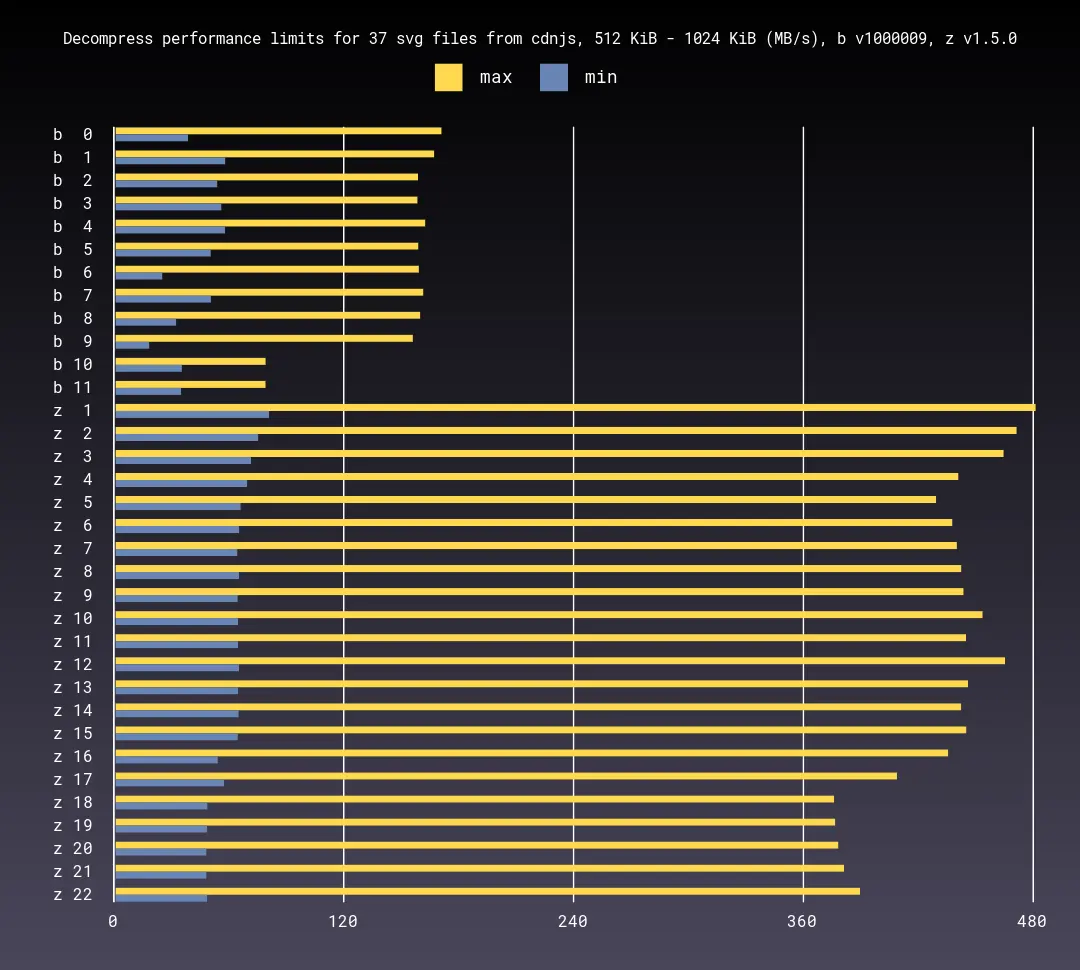 Decompress performance limits for 37 svg files from cdnjs, 512 KiB - 1024 KiB (MB/s), b v1000009, z v1.5.0
max min
b 0
b 1
b 2
b 3
b 4
b 5
b 6
b 7
b 8
b 9
b 10
b 11
z 1
z 2
z 3
z 4
z 5
z 6
z 7
z 8
z 9
z 10
z 11
z 12
z 13
z 14
z 15
z 16
z 17
z 18
z 19
z 20
z 21
z 22
0 120 240 360 480